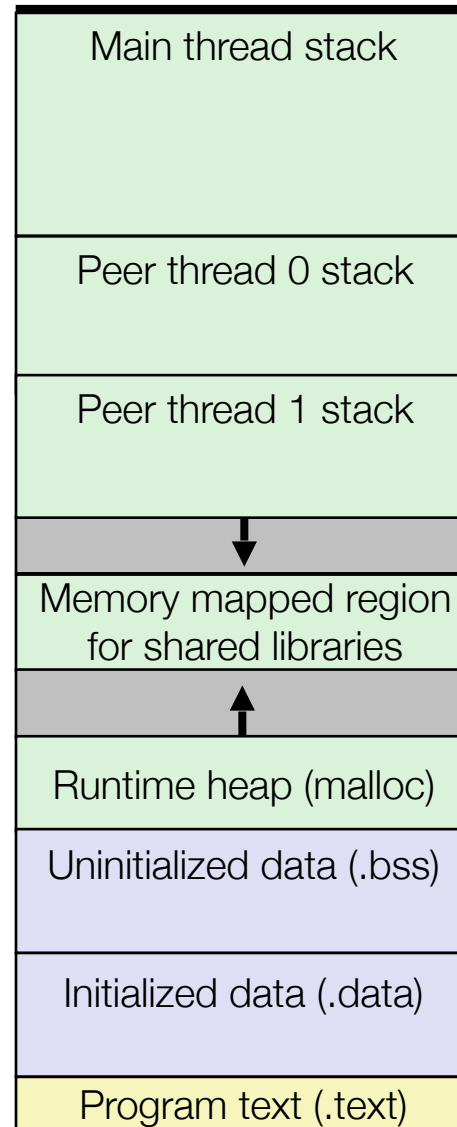 Main thread stack
Peer thread 0 stack
Peer thread 1 stack
Memory mapped region
for shared libraries
Runtime heap (malloc)
Uninitialized data (.bss)
Initialized data (.data)
Program text (.text)